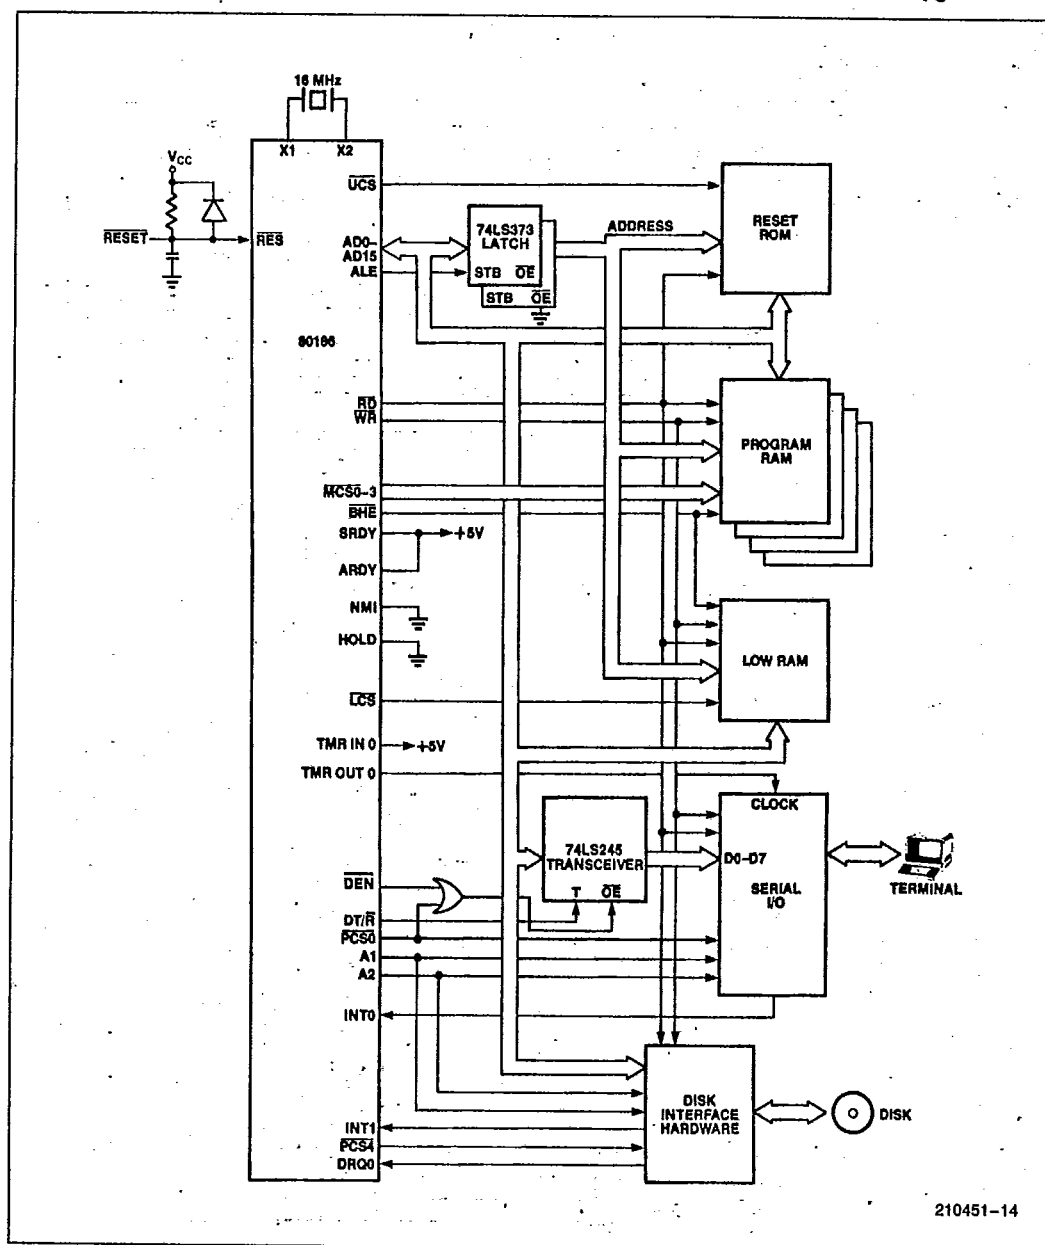 16 MHz
X1 X2
VCC
RESET
RES
UCS
AD0–
AD15
ALE
80186
74LS373
LATCH
STB OE
STB OE
ADDRESS
RESET
ROM
RD
WR
PROGRAM
RAM
MCS0–3
BHE
SRDY
+5V
ARDY
NMI
HOLD
LOW RAM
LCS
TMR IN 0
+5V
TMR OUT 0
CLOCK
74LS245
TRANSCEIVER
T OE
D0–D7
SERIAL
I/O
TERMINAL
DEN
DT/R
PCS0
A1
A2
INT0
DISK
INTERFACE
HARDWARE
DISK
INT1
PCS4
DRQ0
210451–14